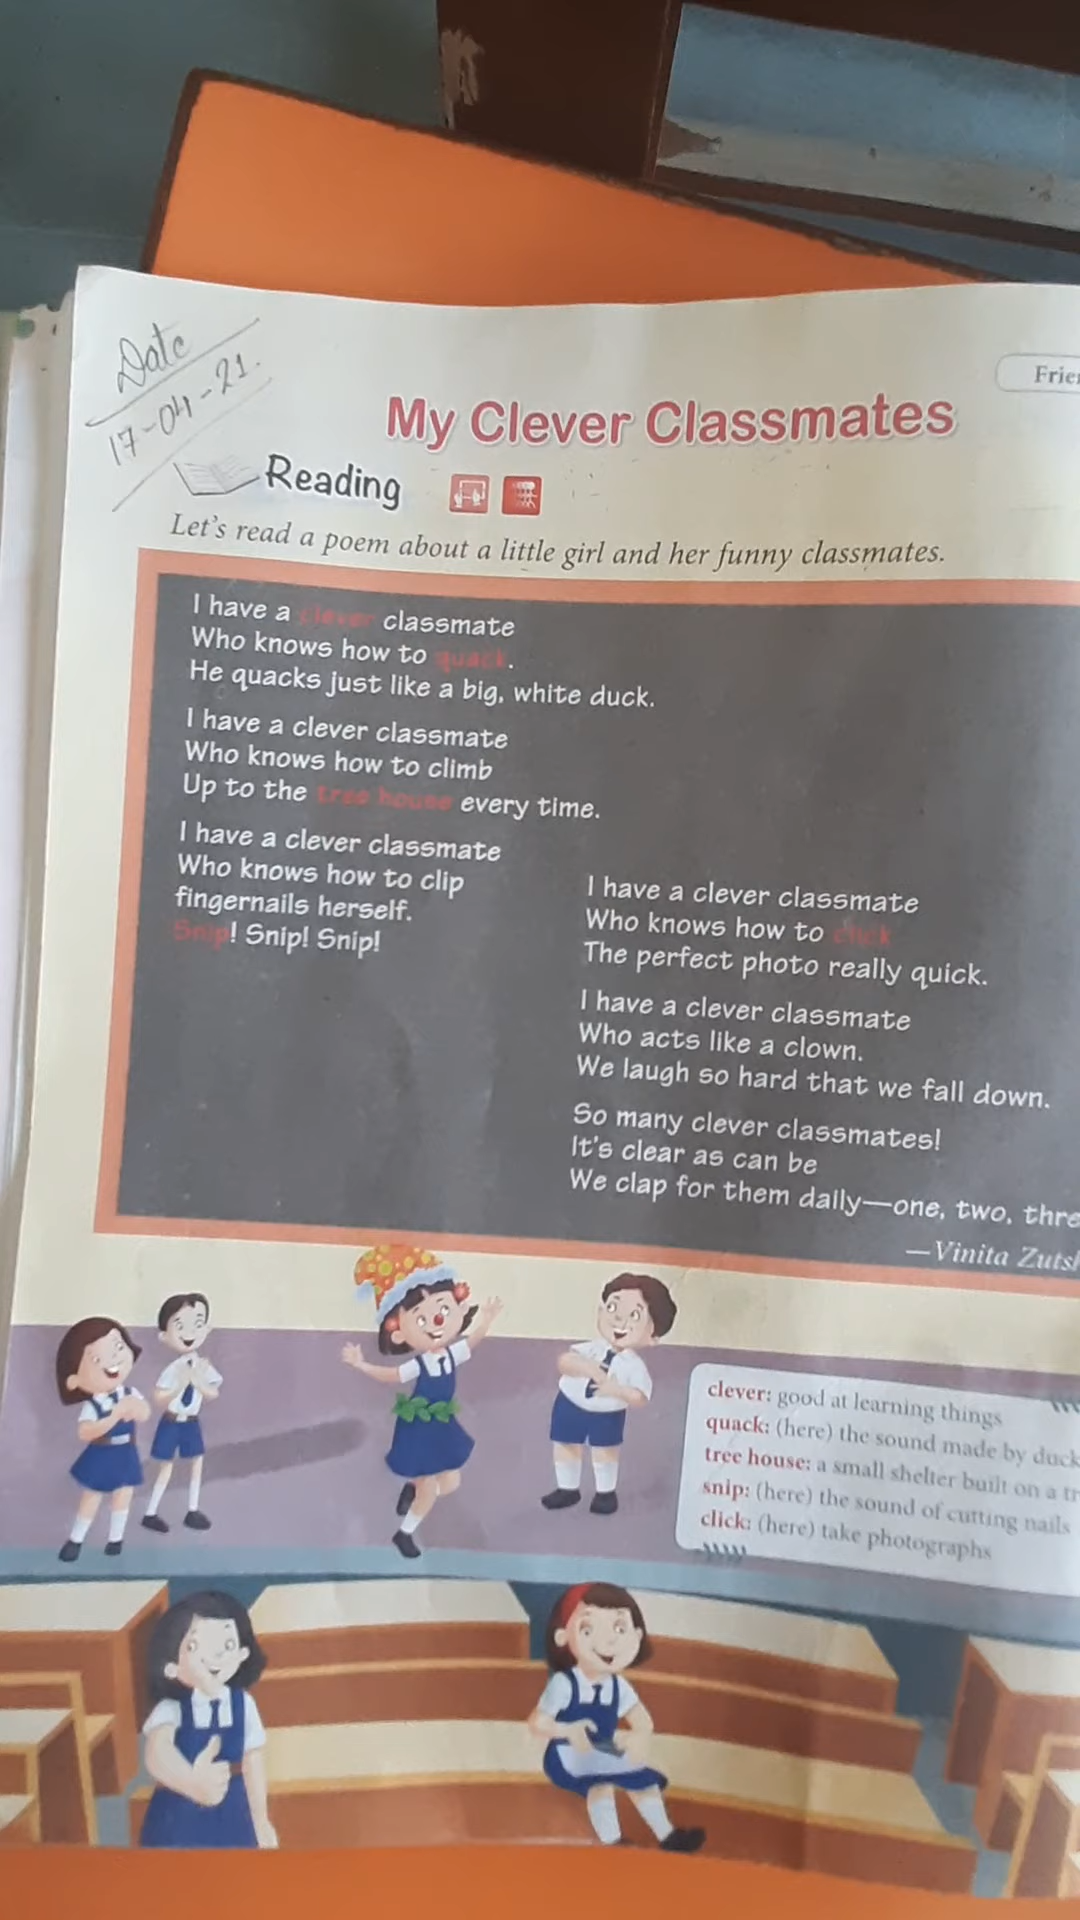 Date
17-04-21.
My Clever Classmates
Reading
Let's read a poem about a little girl and her funny classmates.
I have a clever classmate
Who knows how to quack.
He quacks just like a big, white duck.
I have a clever classmate
Who knows how to climb
Up to the tree house every time.
I have a clever classmate
Who knows how to clip
fingernails herself.
Snip! Snip! Snip!
I have a clever classmate
Who knows how to click
The perfect photo really quick.
I have a clever classmate
Who acts like a clown.
We laugh so hard that we fall down.
So many clever classmates!
It's clear as can be
We clap for them daily—one, two,
—Vinita
clever: good at learning things
quack: (here) the sound made by
tree house: a small shelter built on a
snip: (here) the sound of cutting nails
click: (here) take photographs